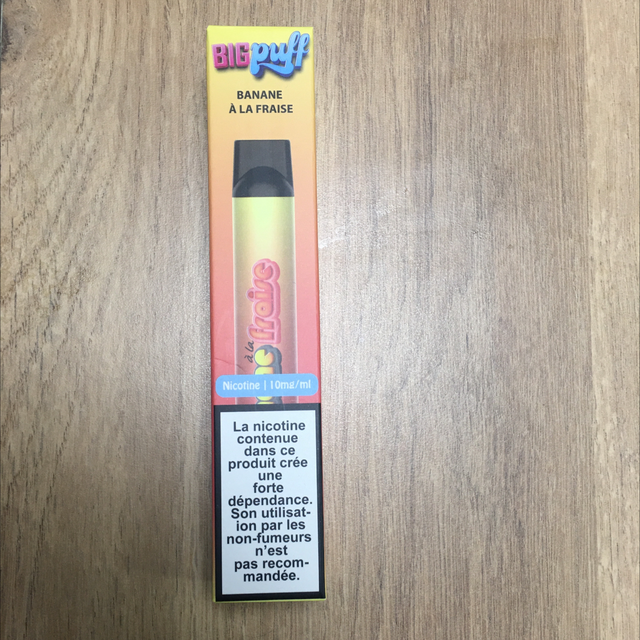 BIG puff
BANANE
À LA FRAISE
à la
fraise
Nicotine | 10mg/ml
La nicotine
contenue
dans ce
produit crée
une
forte
dépendance.
Son utilisat-
ion par les
non-fumeurs
n'est
pas recom-
mandée.